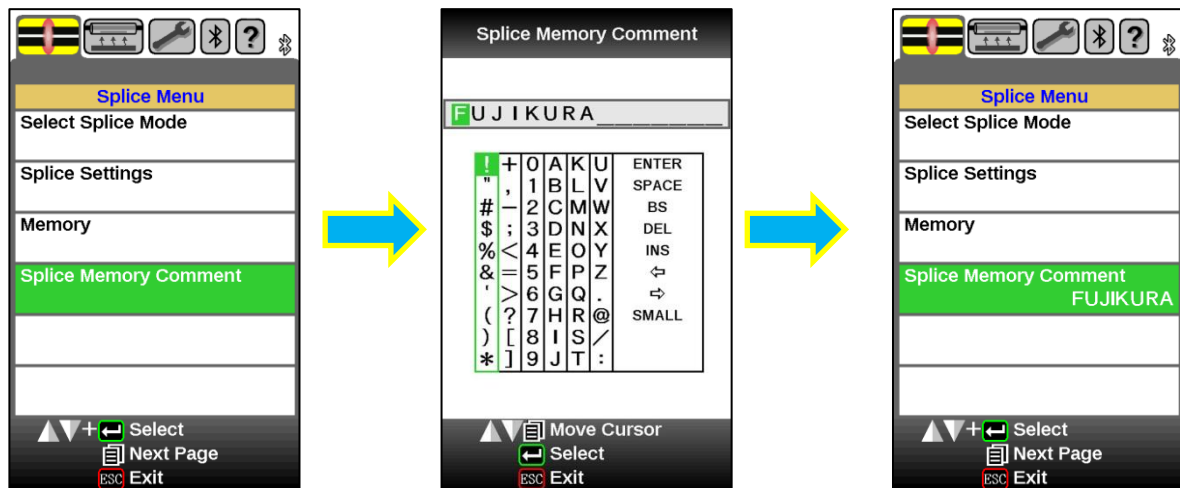 ?
Splice Menu
Select Splice Mode
Splice Settings
Memory
Splice Memory Comment
+ Select
Next Page
ESC Exit
Splice Memory Comment
FUJIKURA_______
! + 0 A K U ENTER
" , 1 B L V SPACE
# – 2 C M W BS
$ ; 3 D N X DEL
% < 4 E O Y INS
& = 5 F P Z ⇦
' > 6 G Q . ⇨
( ? 7 H R @ SMALL
) [ 8 I S /
* ] 9 J T :
Move Cursor
Select
ESC Exit
?
Splice Menu
Select Splice Mode
Splice Settings
Memory
Splice Memory Comment
FUJIKURA
+ Select
Next Page
ESC Exit